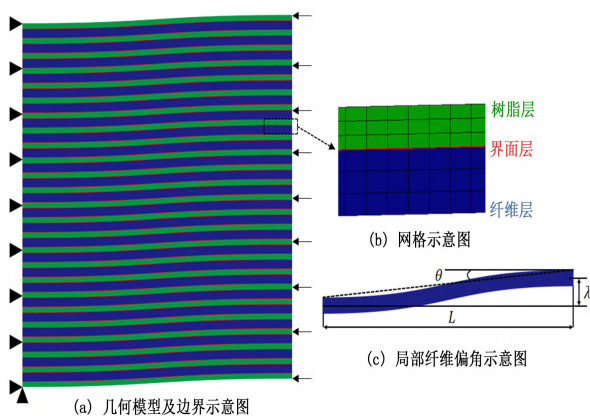 树脂层
界面层
纤维层
(b) 网格示意图
θ
λ
L
(c) 局部纤维偏角示意图
(a) 几何模型及边界示意图